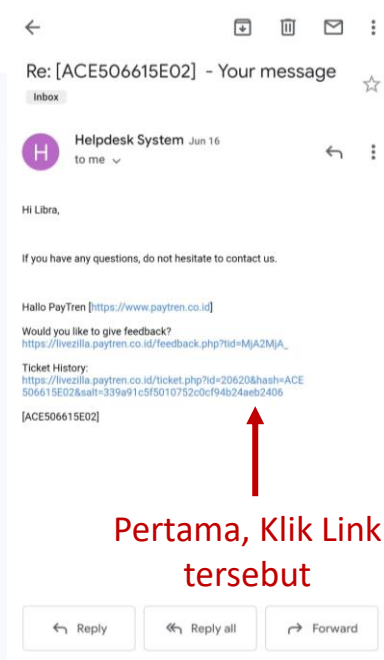 Re: [ACE506615E02]  - Your message
Inbox
H
Helpdesk System Jun 16
to me
Hi Libra,
If you have any questions, do not hesitate to contact us.
Hallo PayTren [https://www.paytren.co.id]
Would you like to give feedback?
https://livezilla.paytren.co.id/feedback.php?tid=MjA2MjA_
Ticket History:
https://livezilla.paytren.co.id/ticket.php?id=20620&hash=ACE
506615E02&salt=339a91c5f5010752c0cf94b24aeb2406
[ACE506615E02]
Pertama, Klik Link
tersebut
Reply
Reply all
Forward